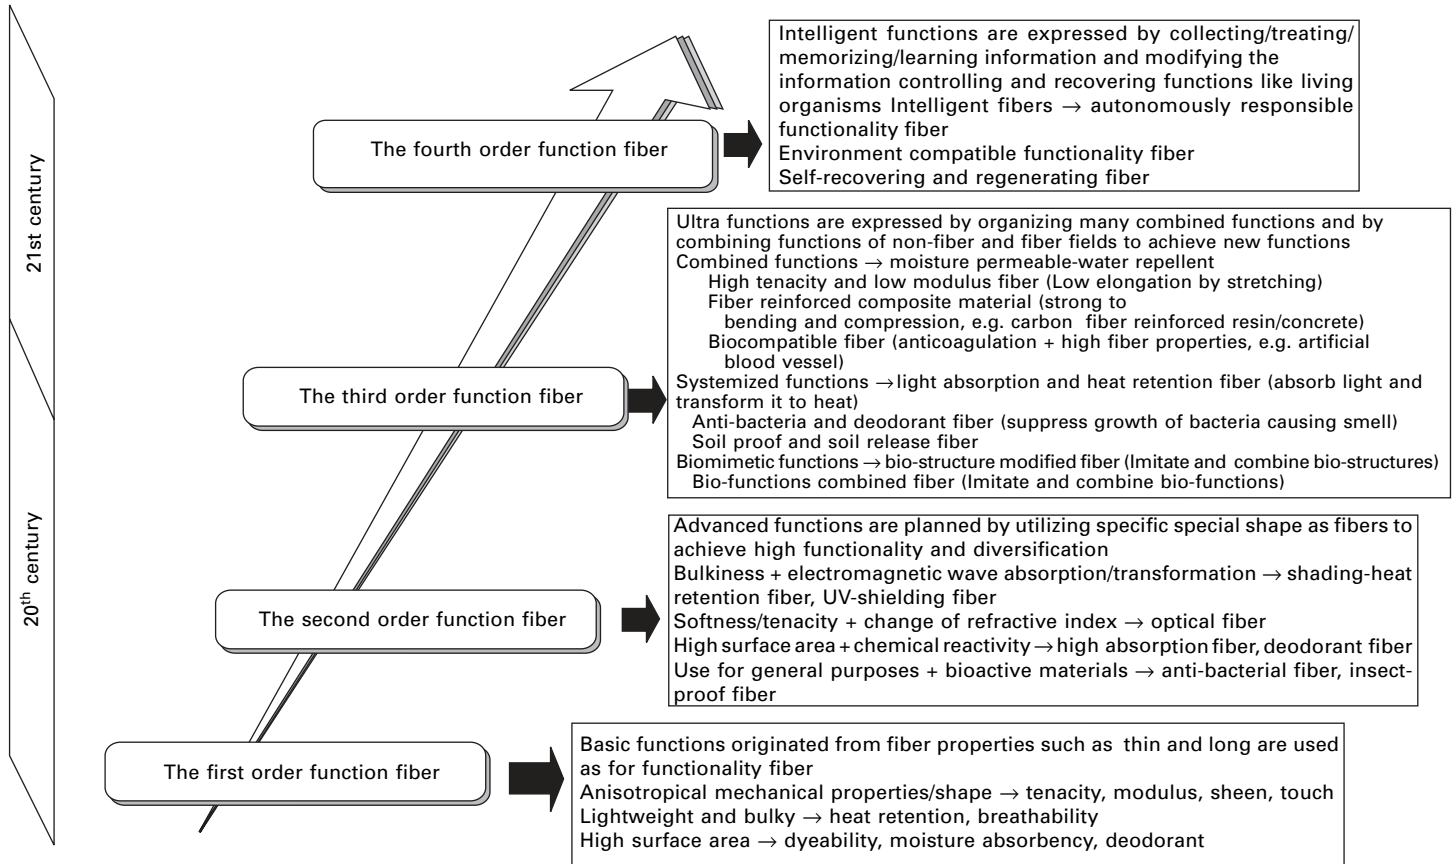 21st century
20th century
The fourth order function fiber
Intelligent functions are expressed by collecting/treating/
memorizing/learning information and modifying the
information controlling and recovering functions like living
organisms Intelligent fibers → autonomously responsible
functionality fiber
Environment compatible functionality fiber
Self-recovering and regenerating fiber
The third order function fiber
Ultra functions are expressed by organizing many combined functions and by
combining functions of non-fiber and fiber fields to achieve new functions
Combined functions → moisture permeable-water repellent
High tenacity and low modulus fiber (Low elongation by stretching)
Fiber reinforced composite material (strong to
bending and compression, e.g. carbon fiber reinforced resin/concrete)
Biocompatible fiber (anticoagulation + high fiber properties, e.g. artificial
blood vessel)
Systemized functions → light absorption and heat retention fiber (absorb light and
transform it to heat)
Anti-bacteria and deodorant fiber (suppress growth of bacteria causing smell)
Soil proof and soil release fiber
Biomimetic functions → bio-structure modified fiber (Imitate and combine bio-structures)
Bio-functions combined fiber (Imitate and combine bio-functions)
The second order function fiber
Advanced functions are planned by utilizing specific special shape as fibers to
achieve high functionality and diversification
Bulkiness + electromagnetic wave absorption/transformation → shading-heat
retention fiber, UV-shielding fiber
Softness/tenacity + change of refractive index → optical fiber
High surface area + chemical reactivity → high absorption fiber, deodorant fiber
Use for general purposes + bioactive materials → anti-bacterial fiber, insect-
proof fiber
The first order function fiber
Basic functions originated from fiber properties such as thin and long are used
as for functionality fiber
Anisotropical mechanical properties/shape → tenacity, modulus, sheen, touch
Lightweight and bulky → heat retention, breathability
High surface area → dyeability, moisture absorbency, deodorant